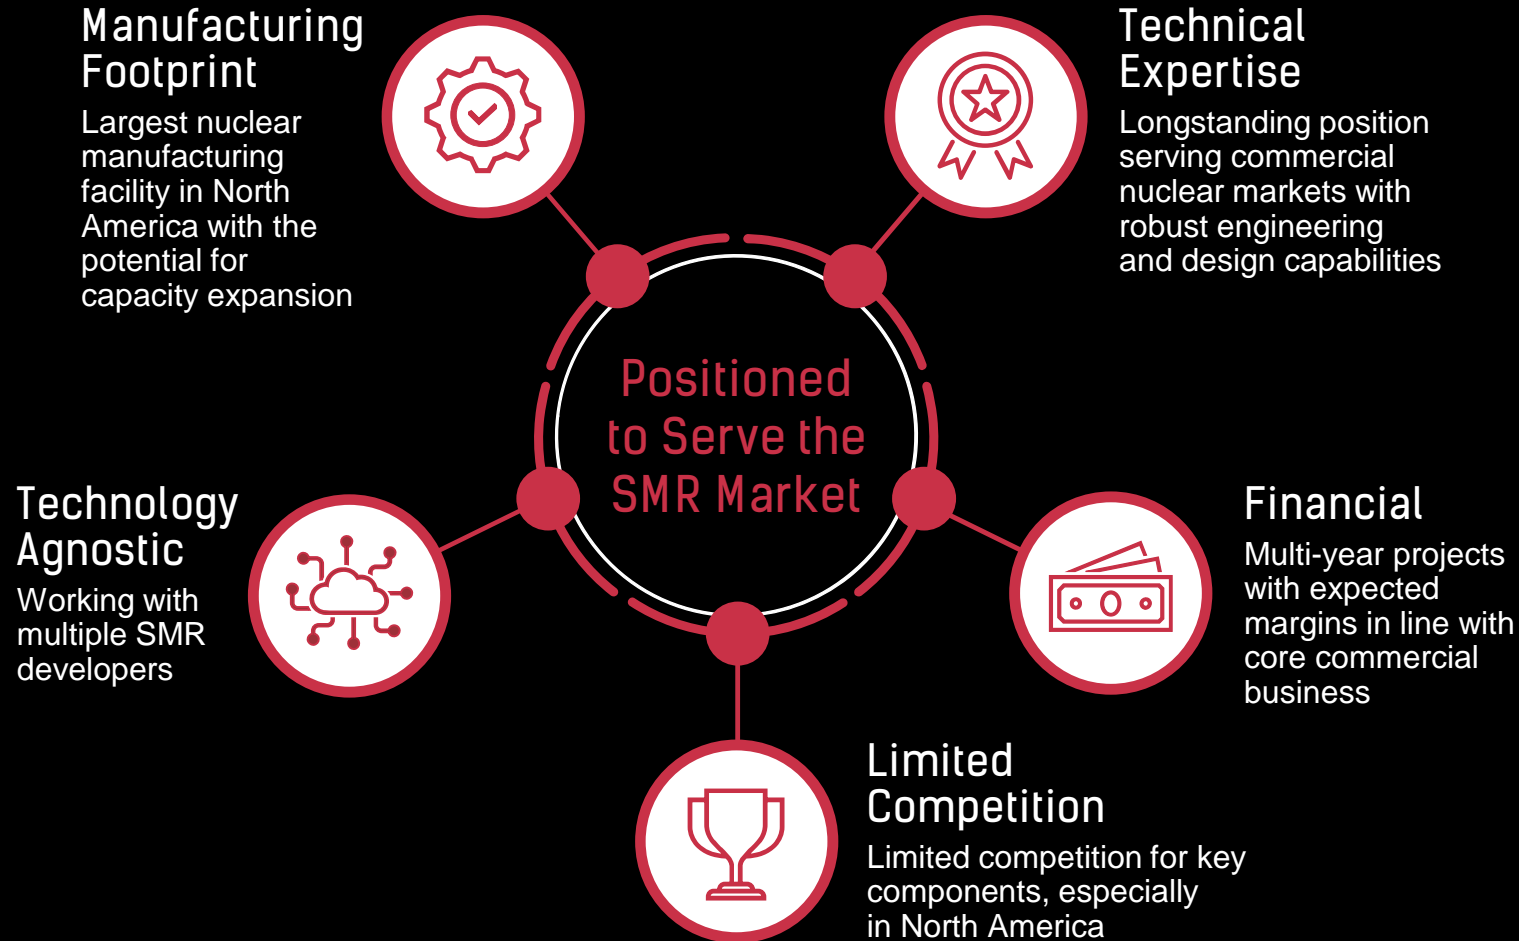 Manufacturing
Footprint
Largest nuclear
manufacturing
facility in North
America with the
potential for
capacity expansion
Technical
Expertise
Longstanding position
serving commercial
nuclear markets with
robust engineering
and design capabilities
Positioned
to Serve the
SMR Market
Technology
Agnostic
Working with
multiple SMR
developers
Financial
Multi-year projects
with expected
margins in line with
core commercial
business
Limited
Competition
Limited competition for key
components, especially
in North America